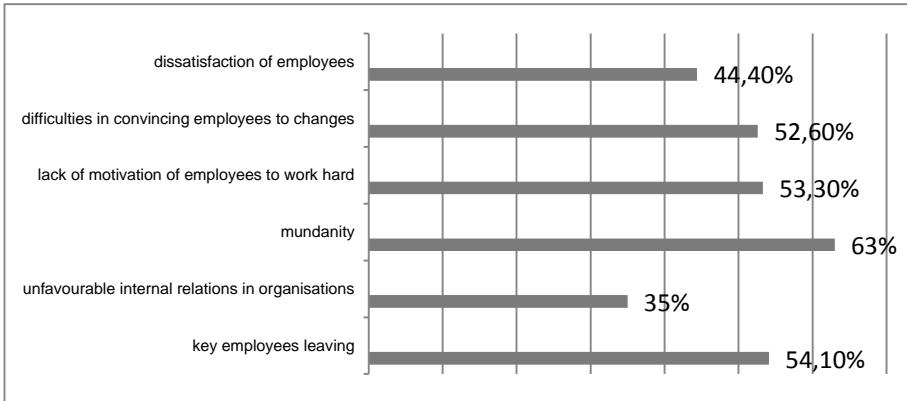 dissatisfaction of employees
44,40%
difficulties in convincing employees to changes
52,60%
lack of motivation of employees to work hard
53,30%
mundanity
63%
unfavourable internal relations in organisations
35%
key employees leaving
54,10%